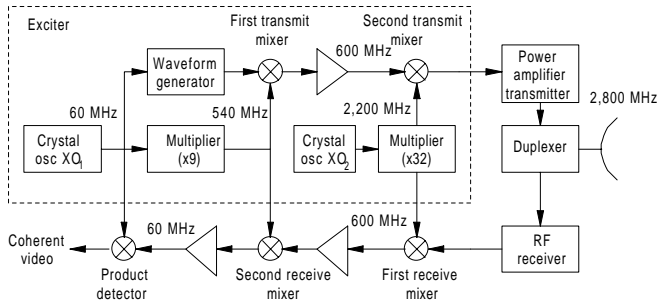 Exciter
First transmit
mixer
Second transmit
mixer
600 MHz
Waveform
generator
Power
amplifier
transmitter
60 MHz
540 MHz
2,200 MHz
2,800 MHz
Crystal
osc XO1
Multiplier
(x9)
Crystal
osc XO2
Multiplier
(x32)
Duplexer
60 MHz
600 MHz
Coherent
video
Product
detector
Second receive
mixer
First receive
mixer
RF
receiver